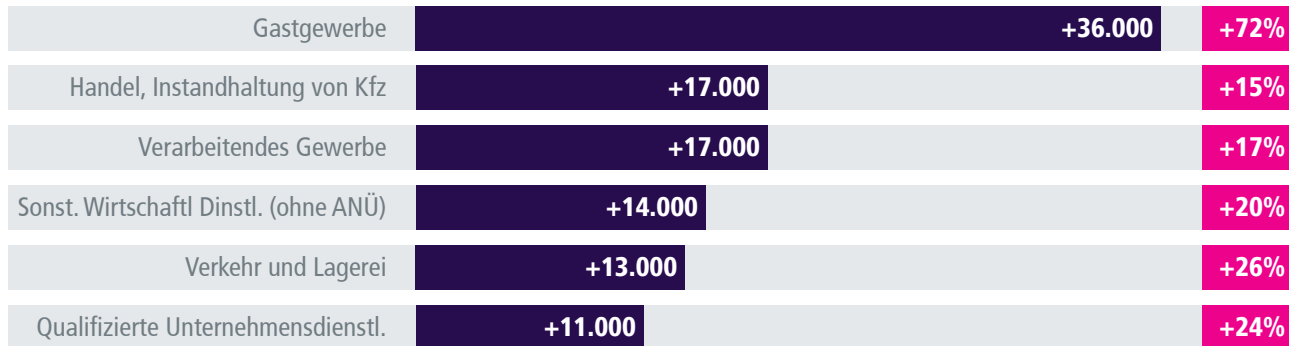 Gastgewerbe +36.000 +72%
Handel, Instandhaltung von Kfz +17.000 +15%
Verarbeitendes Gewerbe +17.000 +17%
Sonst. Wirtschaftl Dinstl. (ohne ANÜ) +14.000 +20%
Verkehr und Lagerei +13.000 +26%
Qualifizierte Unternehmensdienstl. +11.000 +24%